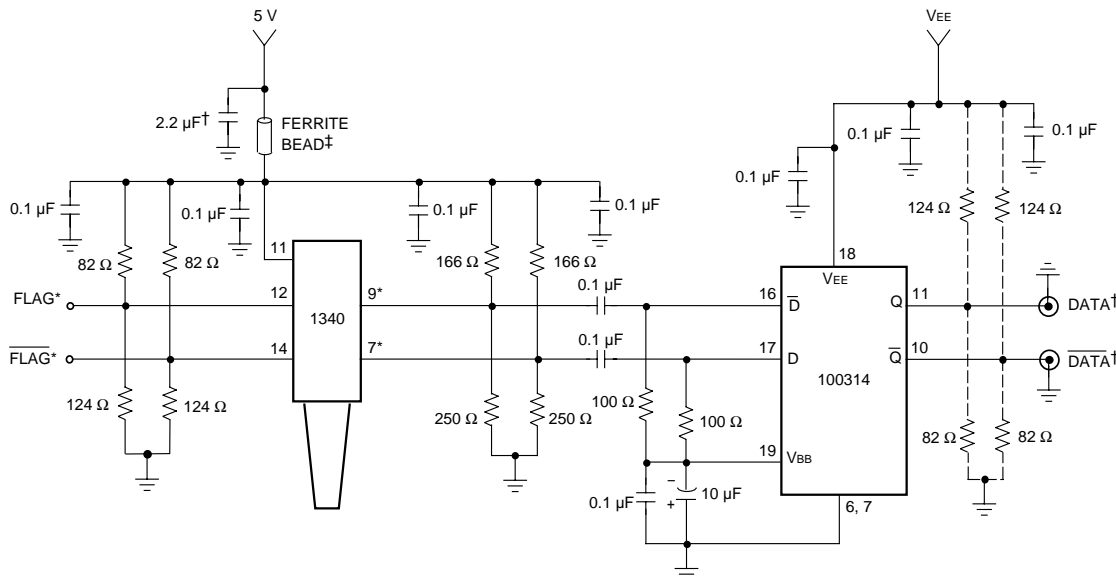 5 V
VEE
2.2 µF†
FERRITE
BEAD‡
0.1 µF
0.1 µF
0.1 µF
0.1 µF
0.1 µF
0.1 µF
0.1 µF
0.1 µF
124 Ω
124 Ω
82 Ω
82 Ω
11
166 Ω
166 Ω
18
VEE
FLAG*
12
1340
9*
0.1 µF
16
D
Q
11
DATA†
FLAG*
14
7*
0.1 µF
17
D
Q
10
DATA†
100314
124 Ω
124 Ω
250 Ω
250 Ω
100 Ω
100 Ω
82 Ω
82 Ω
19
VBB
0.1 µF
−
+
10 µF
6, 7